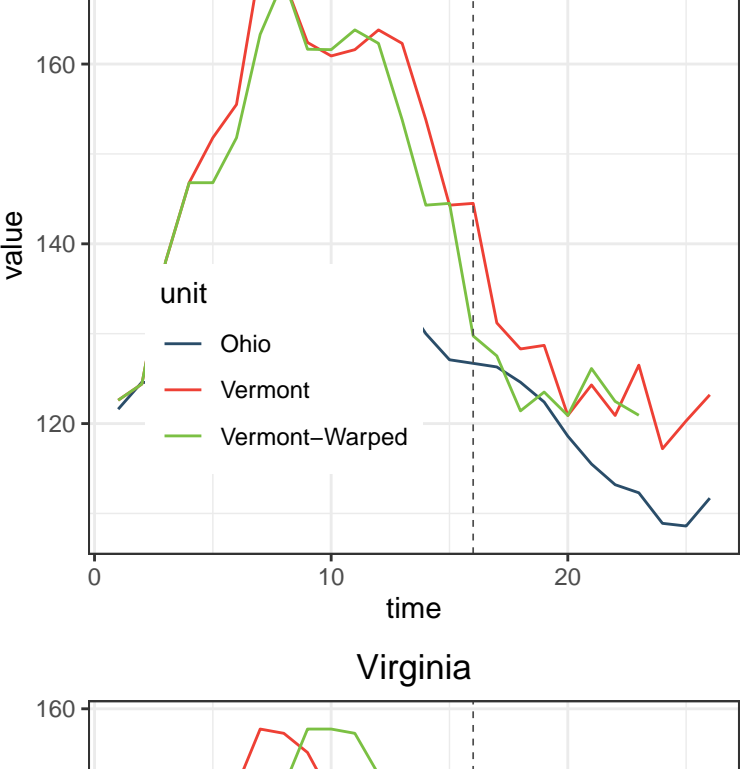 160
140
120
value
unit
Ohio
Vermont
Vermont−Warped
0
10
20
time
Virginia
160